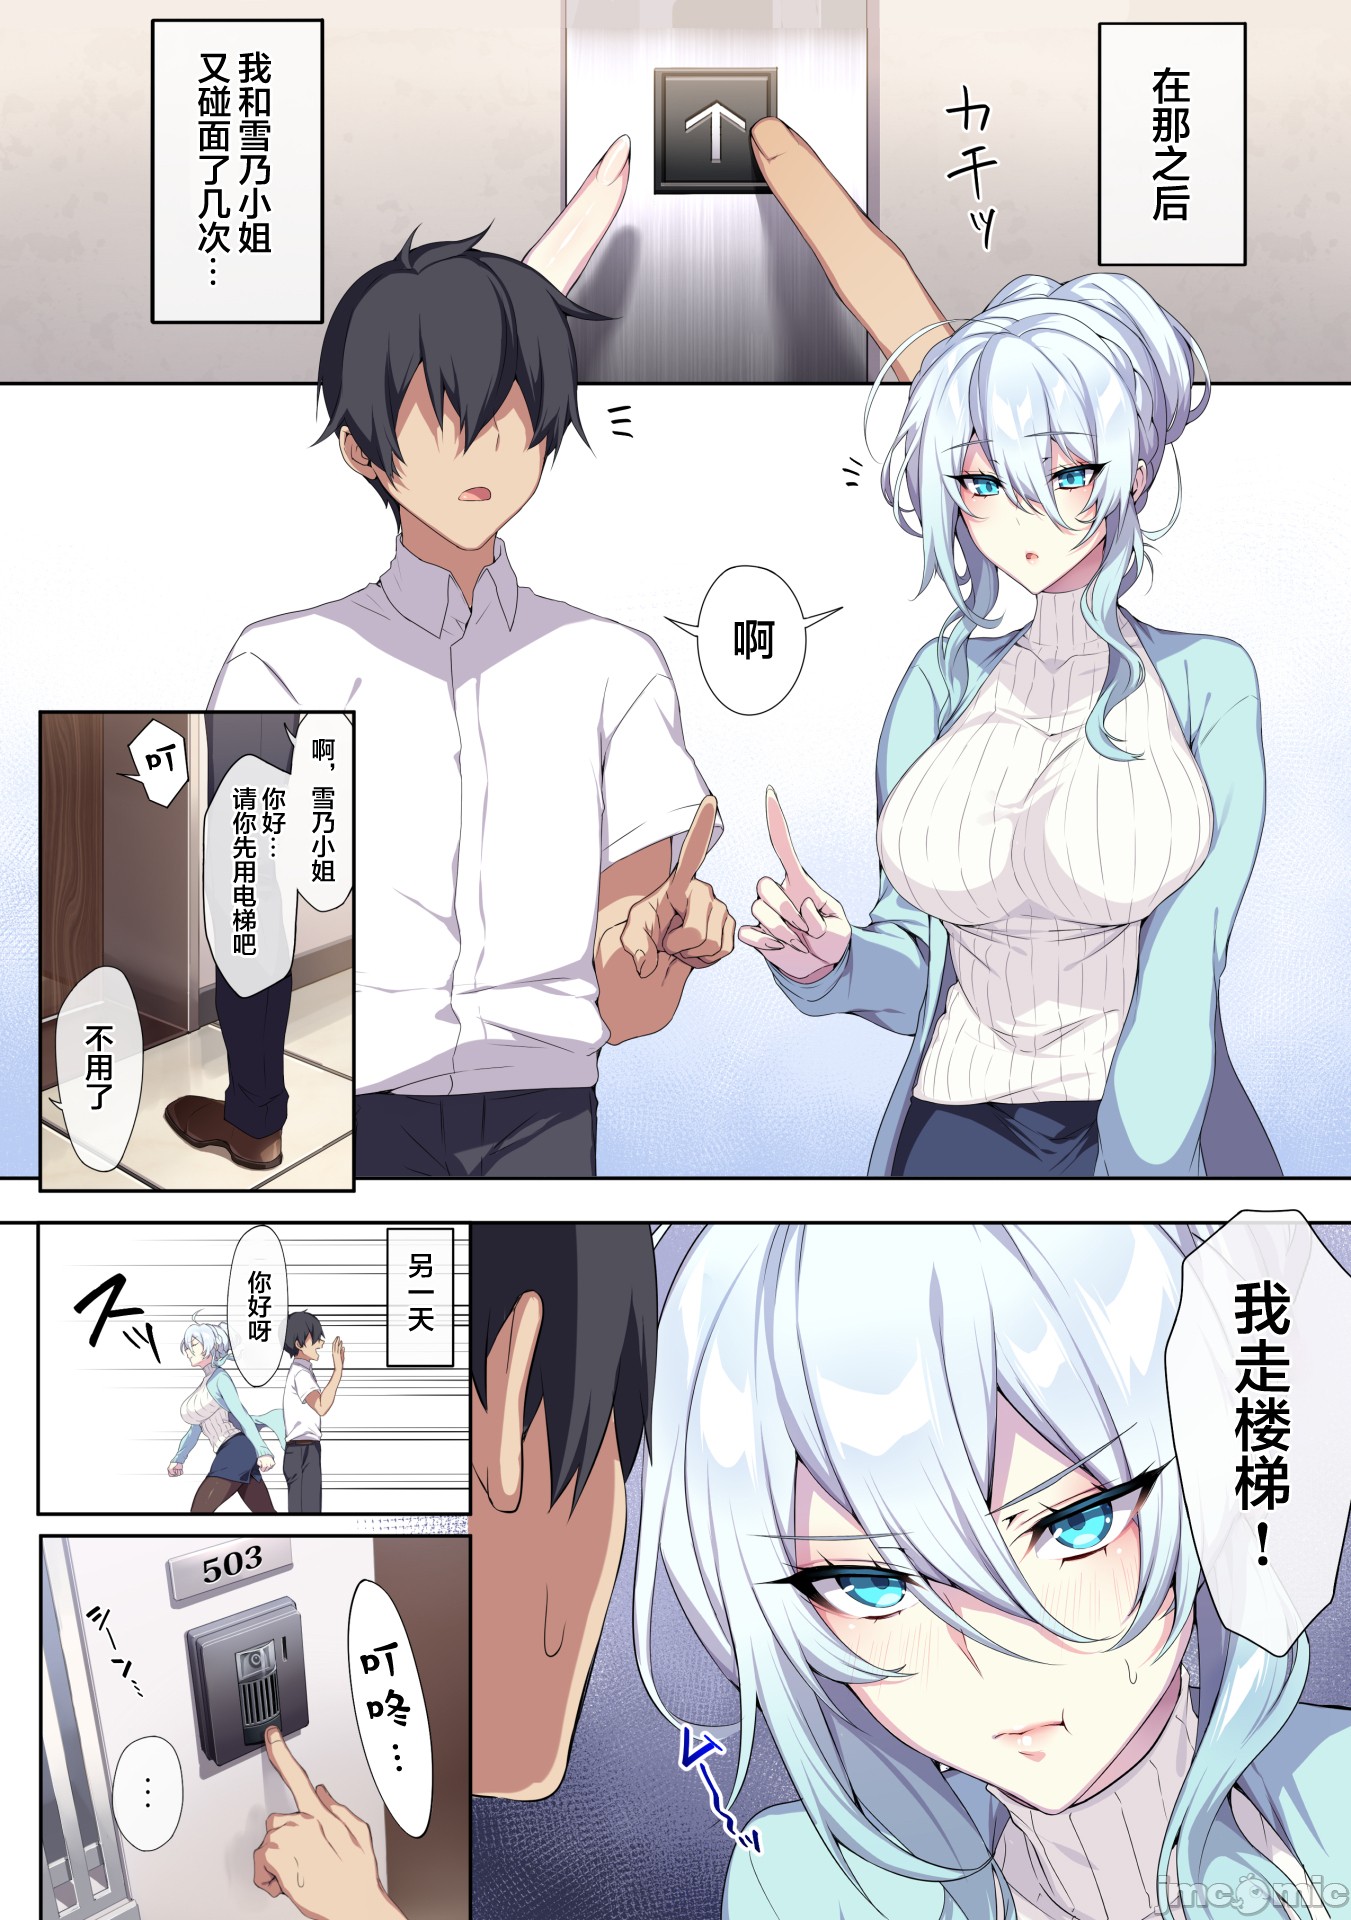 在那之后
カチッ
我和雪乃小姐
又碰面了几次…
啊
啊，雪乃小姐
你好…
请你先用电梯吧
叮
不用了
我走楼梯！
另一天
你好呀
503
叮
咚…
シーン…
…
jmcomic